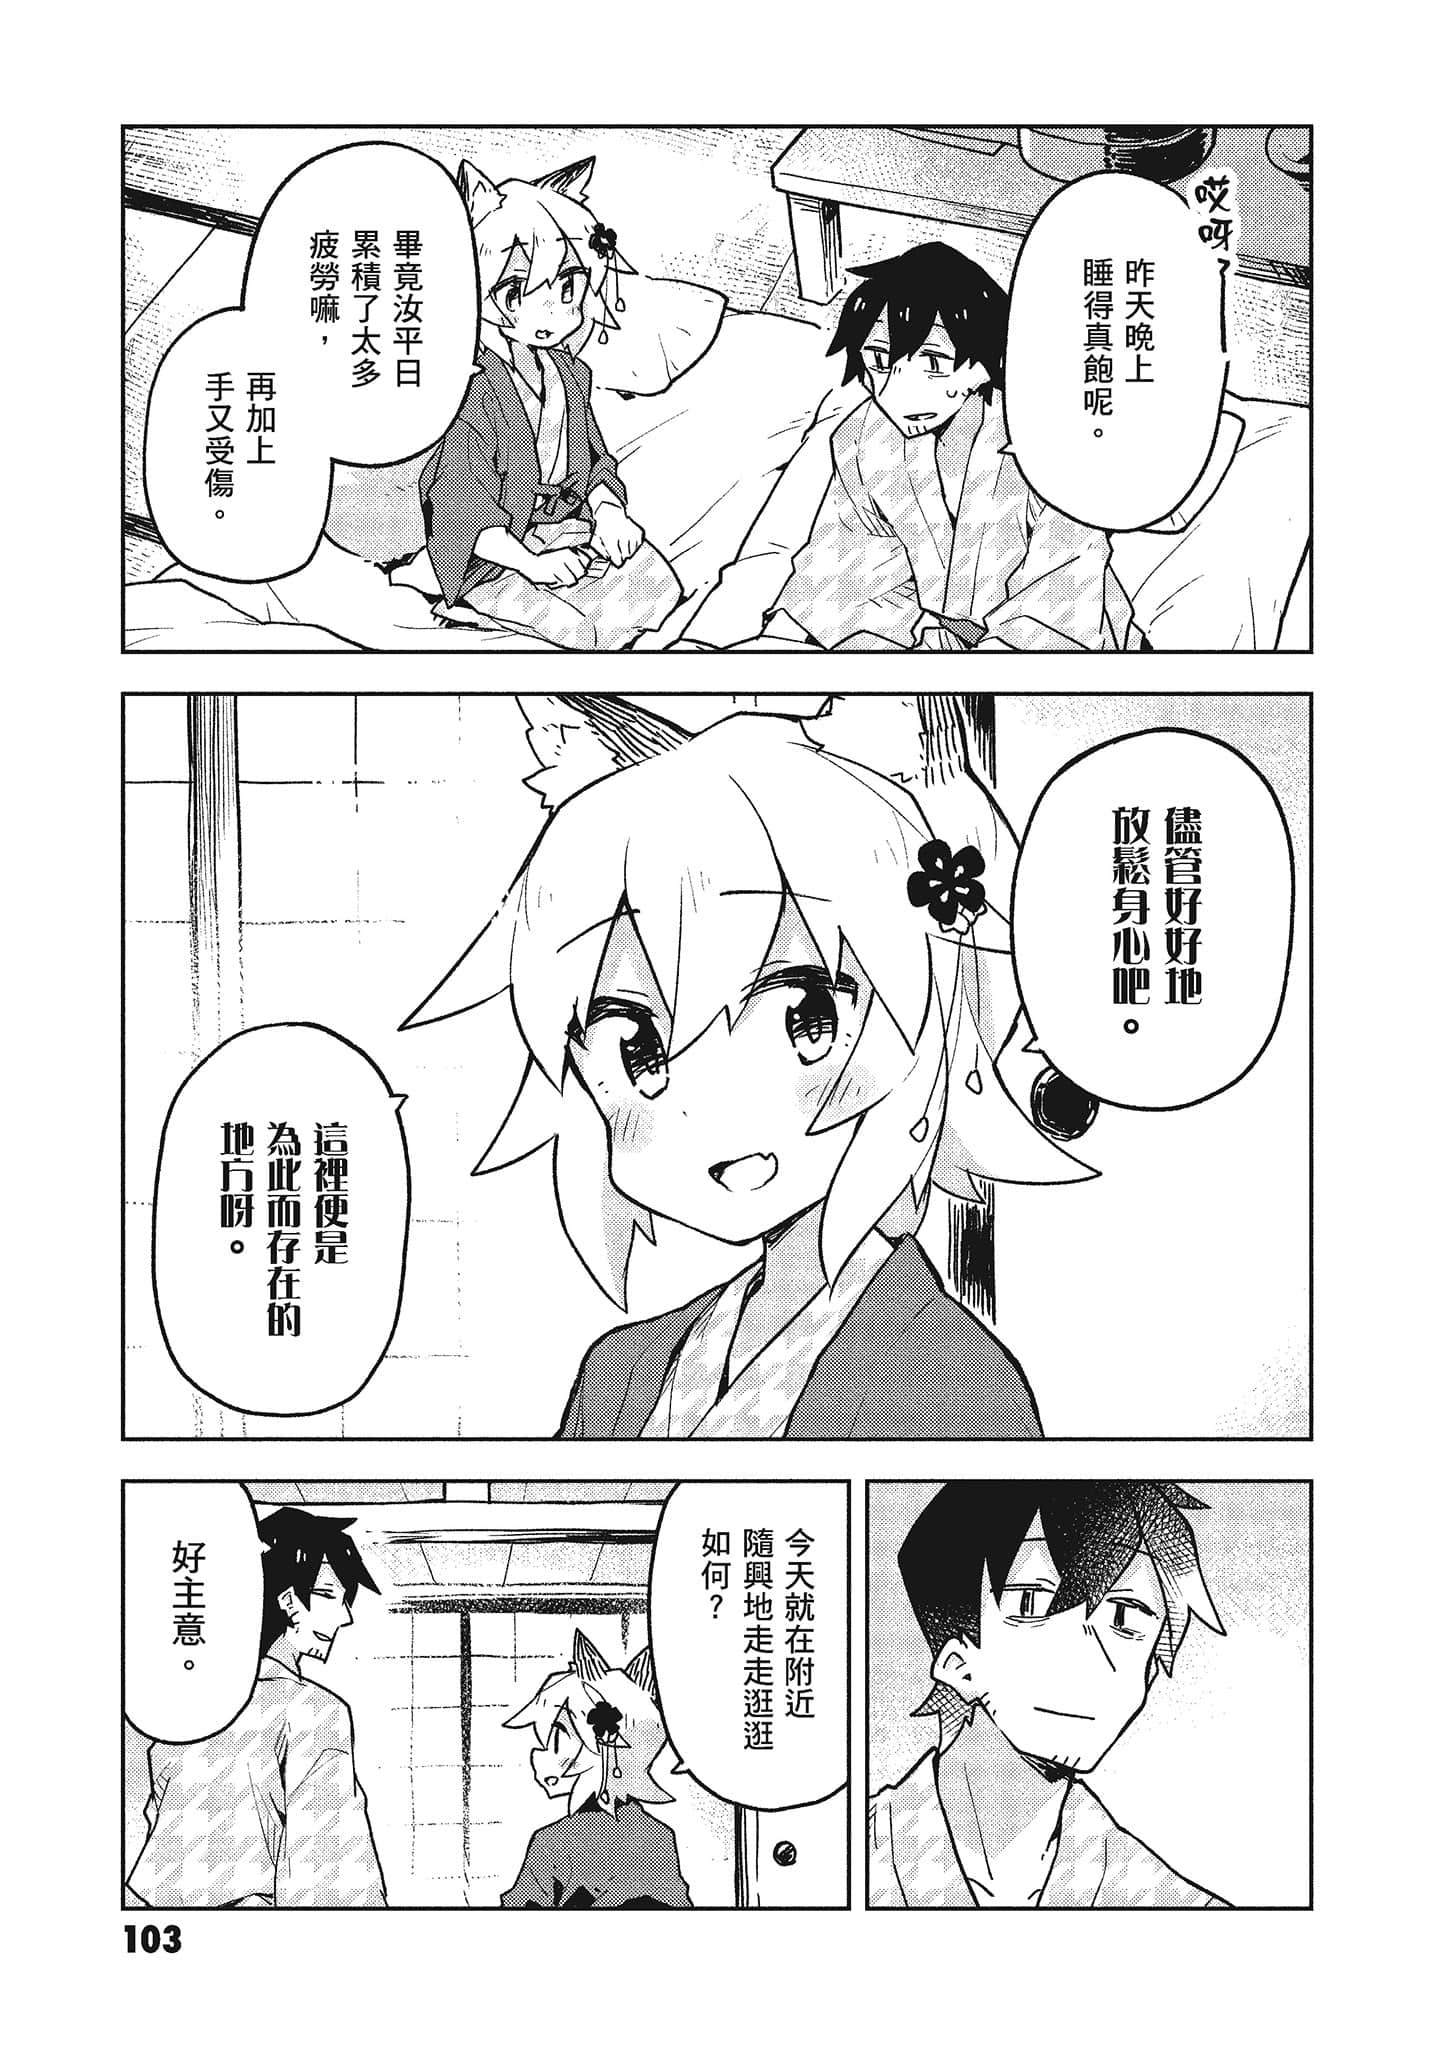 哎呀，
昨天晚上
睡得真飽呢。
畢竟汝平日
累積了太多
疲勞嘛，
再加上
手又受傷。
儘管好好地
放鬆身心吧。
這裡便是
為此而存在的
地方呀。
今天就在附近
隨興地走走逛逛
如何？
好主意。
103